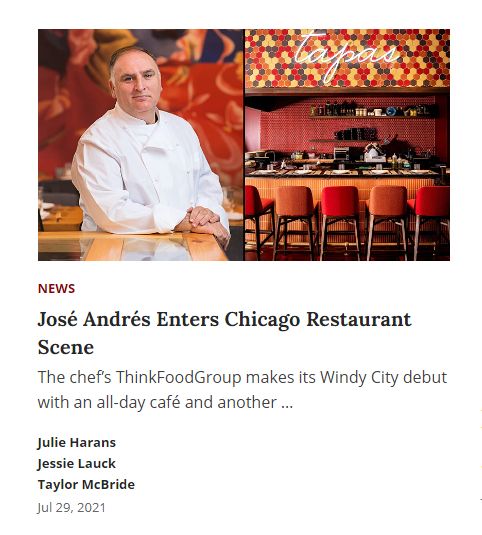 tapas
NEWS
José Andrés Enters Chicago Restaurant
Scene
The chef’s ThinkFoodGroup makes its Windy City debut
with an all-day café and another ...
Julie Harans
Jessie Lauck
Taylor McBride
Jul 29, 2021